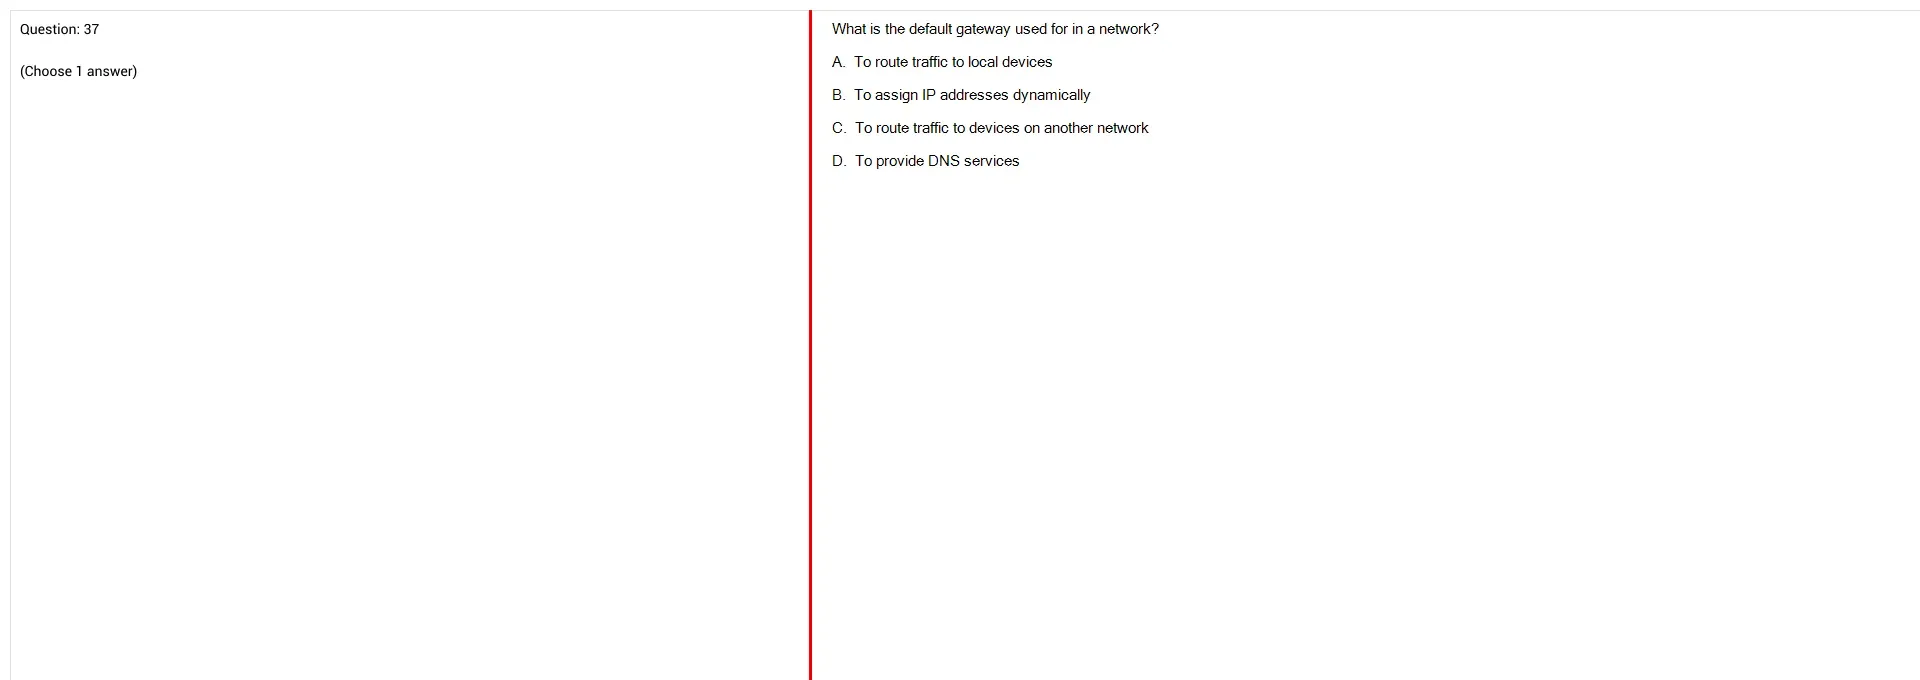 Question: 37
(Choose 1 answer)
What is the default gateway used for in a network?
A. To route traffic to local devices
B. To assign IP addresses dynamically
C. To route traffic to devices on another network
D. To provide DNS services